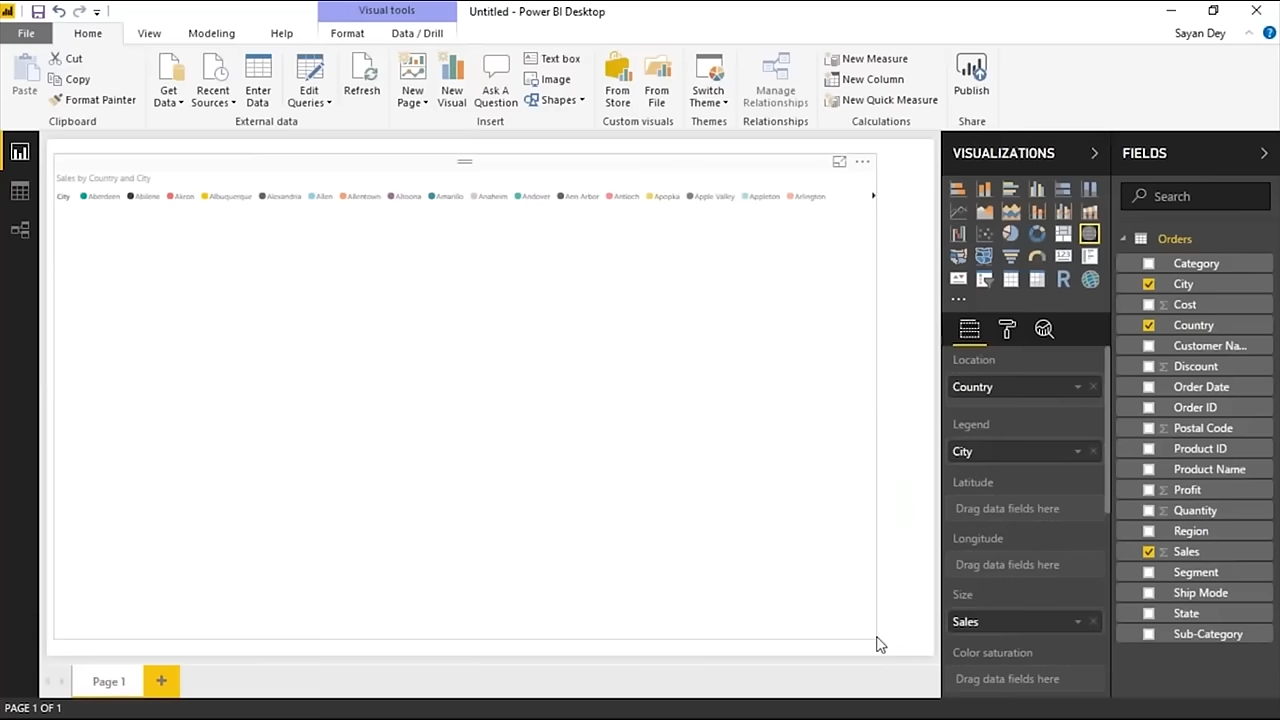 Visual tools
Untitled - Power BI Desktop
File Home View Modeling Help Format Data / Drill
Sayan Dey
Paste
Cut
Copy
Format Painter
Clipboard
Get Data
Recent Sources
Enter Data
External data
Edit Queries
Refresh
New Page
New Visual
Ask A Question
Text box
Image
Shapes
Insert
From Store
From File
Custom visuals
Switch Theme
Themes
Manage Relationships
Relationships
New Measure
New Column
New Quick Measure
Calculations
Publish
Share
Sales by Country and City
City Aberdeen Abilene Akron Albuquerque Alexandria Allen Allentown Altoona Amarillo Anaheim Andover Ann Arbor Antioch Apopka Apple Valley Appleton Arlington
VISUALIZATIONS
R
123
Location
Country
Legend
City
Latitude
Drag data fields here
Longitude
Drag data fields here
Size
Sales
Color saturation
Drag data fields here
FIELDS
Search
Orders
Category
City
Σ Cost
Country
Customer Na...
Σ Discount
Order Date
Order ID
Σ Postal Code
Product ID
Product Name
Σ Profit
Σ Quantity
Region
Σ Sales
Segment
Ship Mode
State
Sub-Category
Page 1
PAGE 1 OF 1